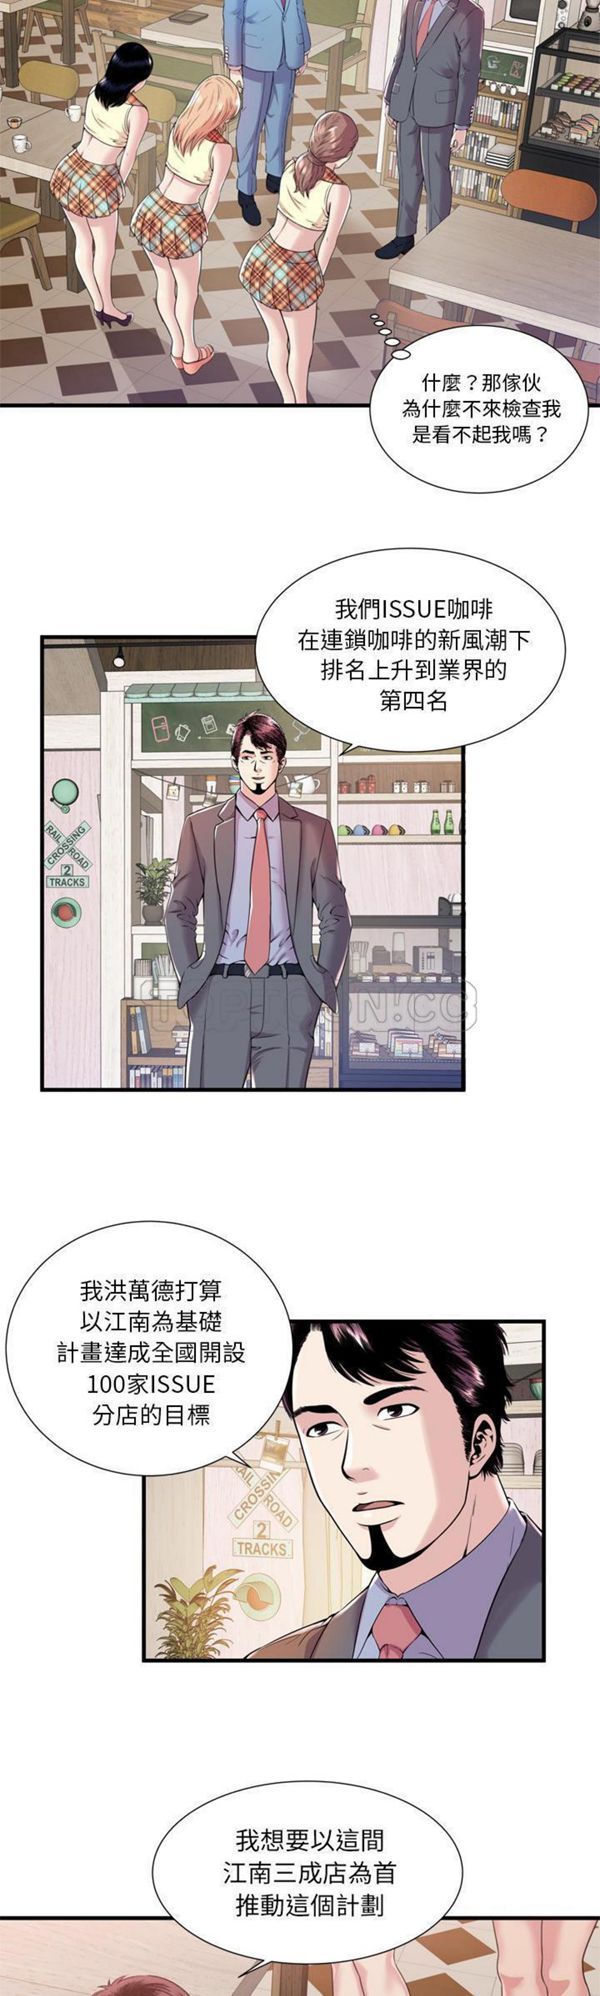 什麼？那傢伙
為什麼不來檢查我
是看不起我嗎？
我們ISSUE咖啡
在連鎖咖啡的新風潮下
排名上升到業界的
第四名
RAIL CROSSING ROAD
2
TRACKS
TOPTOON.CC
我洪萬德打算
以江南為基礎
計畫達成全國開設
100家ISSUE
分店的目標
CROSSING ROAD
2
TRACKS
我想要以這間
江南三成店為首
推動這個計劃